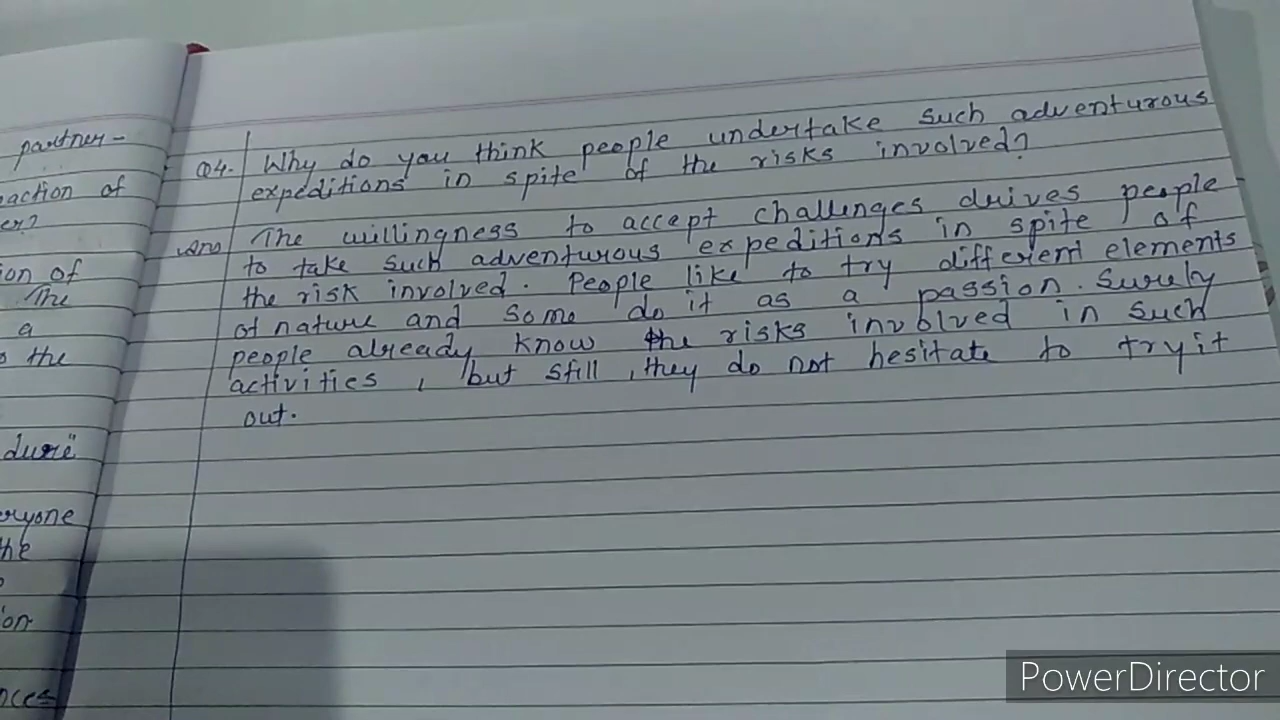 partner-
action of
er?
ion of
The
a
the
dure"
eryone
the
ion
nces
Q4. Why do you think people undertake such adventurous
expeditions in spite of the risks involved?
Ans The willingness to accept challenges drives people
to take such adventurous expeditions in spite of
the risk involved. People like to try different elements
of nature and some do it as a passion. Surely
people already know the risks involved in such
activities, but still, they do not hesitate to try it
out.
PowerDirector